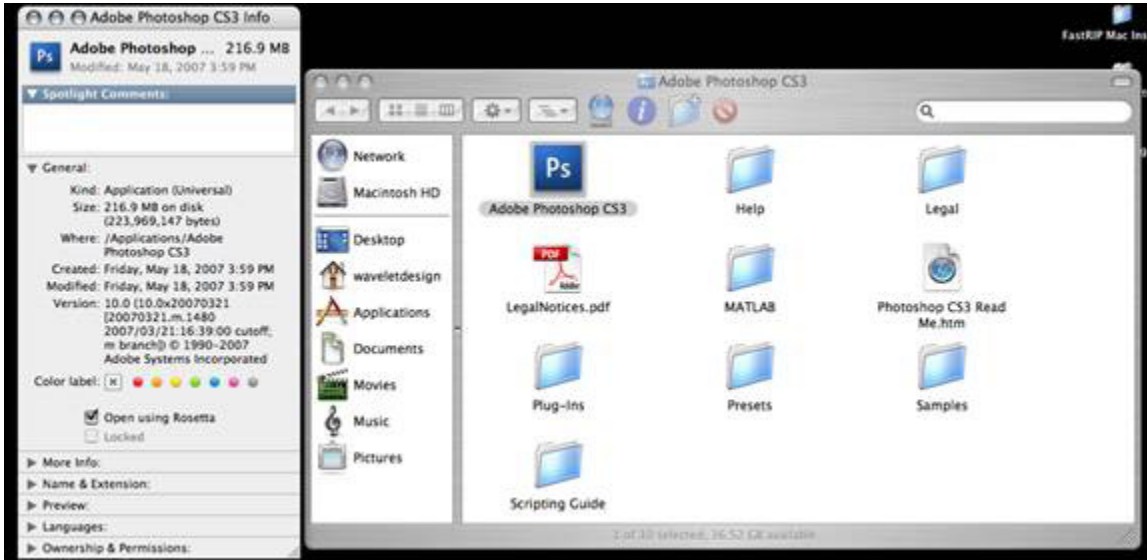 Adobe Photoshop CS3 Info
Adobe Photoshop ... 216.9 MB
Modified: May 18, 2007 3:59 PM
Spotlight Comments:
General:
Kind: Application (Universal)
Size: 216.9 MB on disk
(223,969,147 bytes)
Where: /Applications/Adobe
Photoshop CS3
Created: Friday, May 18, 2007 3:59 PM
Modified: Friday, May 18, 2007 3:59 PM
Version: 10.0 (10.0x20070321
[20070321.m.1480
2007/03/21:16:39:00 cutoff;
m branch]) © 1990-2007
Adobe Systems Incorporated
Color label:
Open using Rosetta
Locked
More Info:
Name & Extension:
Preview:
Languages:
Ownership & Permissions:
FastRIP Mac Ins
Adobe Photoshop CS3
Network
Macintosh HD
Desktop
waveletdesign
Applications
Documents
Movies
Music
Pictures
Ps
Adobe Photoshop CS3
Help
Legal
PDF
Adobe
LegalNotices.pdf
MATLAB
Photoshop CS3 Read
Me.htm
Plug-Ins
Presets
Samples
Scripting Guide
1 of 10 selected, 36.52 GB available